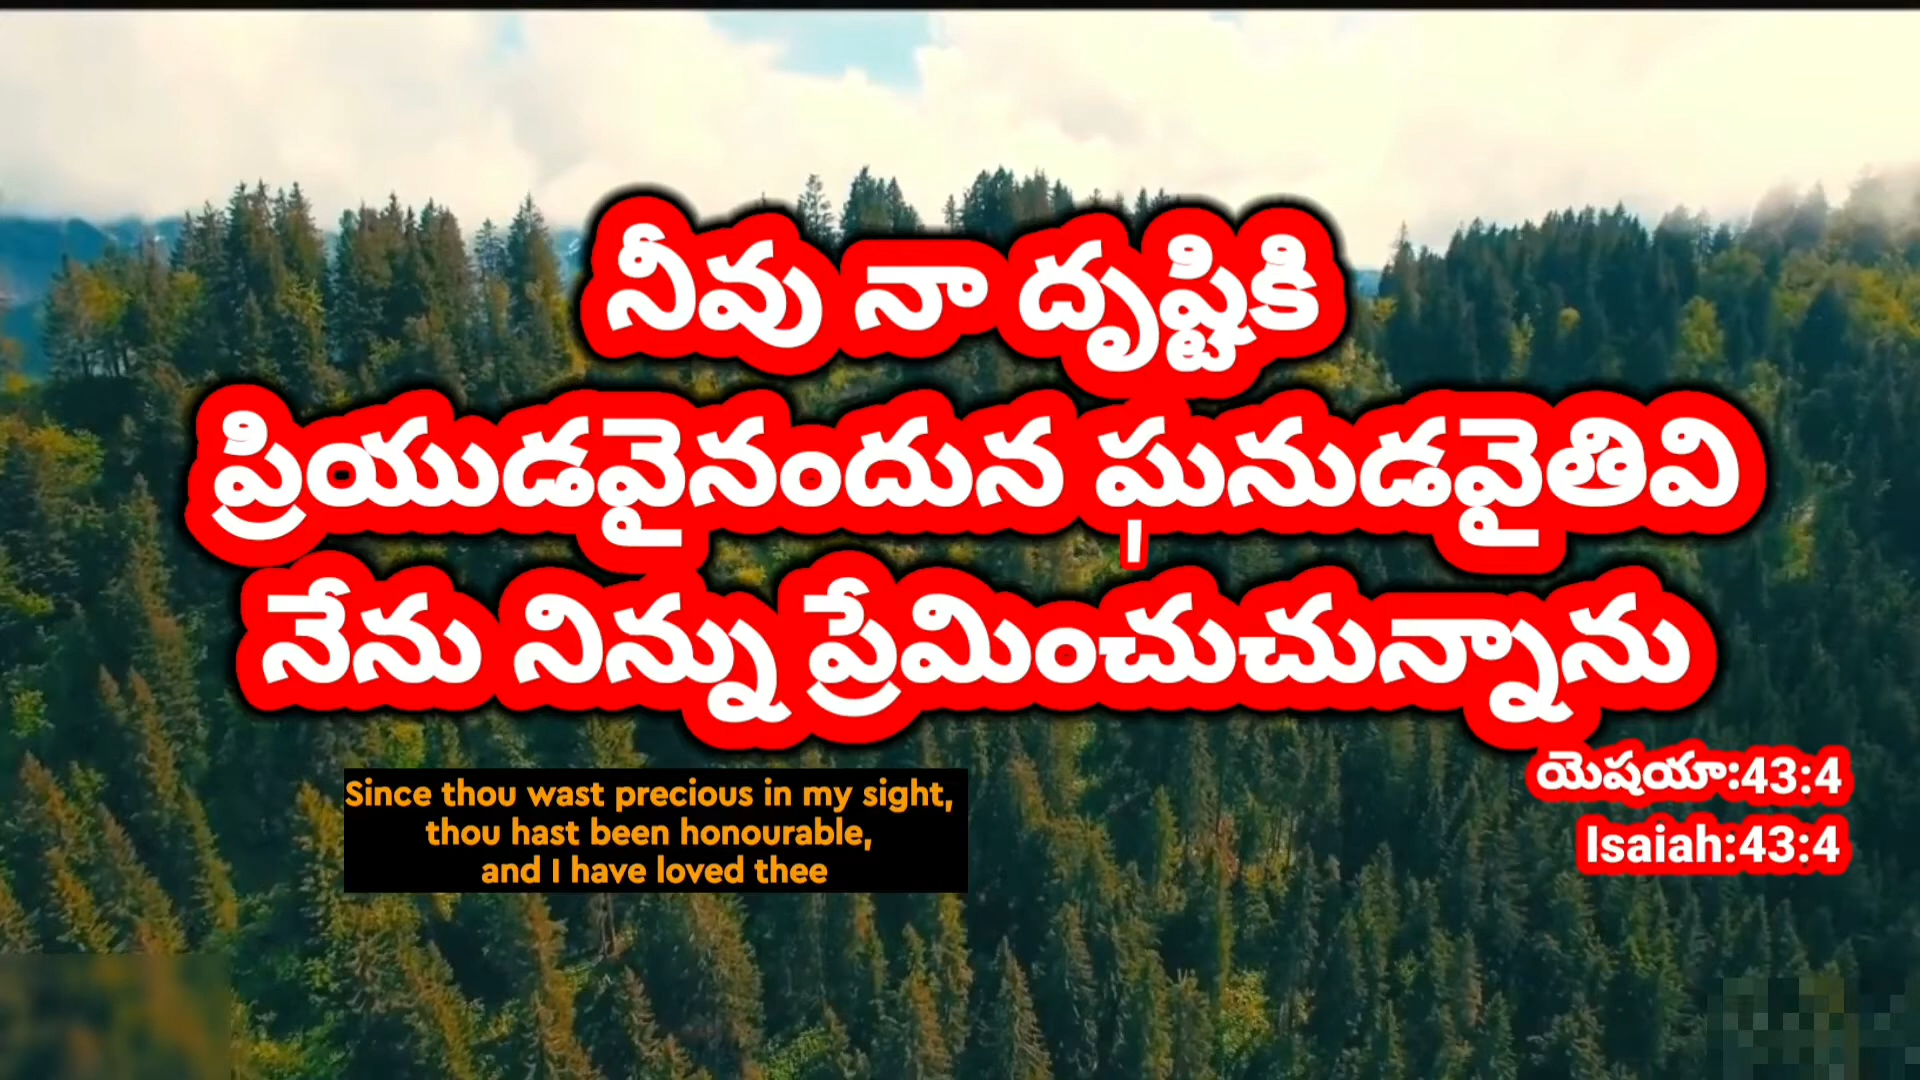 నీవు నా దృష్టికి
ప్రియుడవైనందున ఘనుడవైతివి
నేను నిన్ను ప్రేమించుచున్నాను
యెషయా:43:4
Isaiah:43:4
Since thou wast precious in my sight,
thou hast been honourable,
and I have loved thee